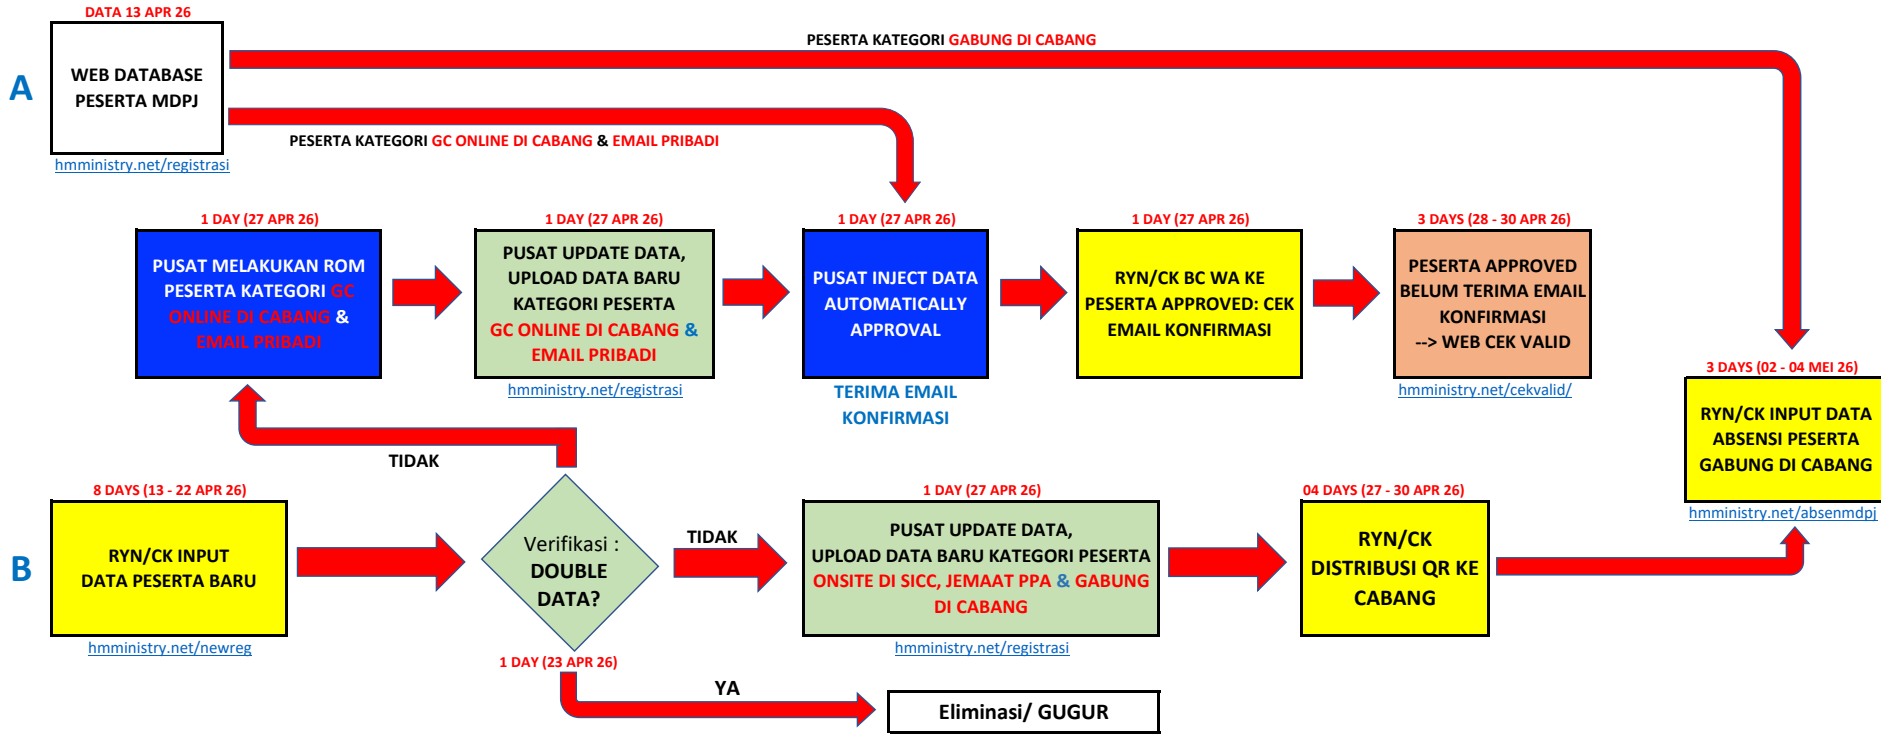 DATA 13 APR 26
A
WEB DATABASE
PESERTA MDPJ
hmministry.net/registrasi
PESERTA KATEGORI GABUNG DI CABANG
PESERTA KATEGORI GC ONLINE DI CABANG & EMAIL PRIBADI
1 DAY (27 APR 26)
PUSAT MELAKUKAN ROM
PESERTA KATEGORI GC
ONLINE DI CABANG &
EMAIL PRIBADI
1 DAY (27 APR 26)
PUSAT UPDATE DATA,
UPLOAD DATA BARU
KATEGORI PESERTA
GC ONLINE DI CABANG &
EMAIL PRIBADI
hmministry.net/registrasi
1 DAY (27 APR 26)
PUSAT INJECT DATA
AUTOMATICALLY
APPROVAL
TERIMA EMAIL
KONFIRMASI
1 DAY (27 APR 26)
RYN/CK BC WA KE
PESERTA APPROVED: CEK
EMAIL KONFIRMASI
3 DAYS (28 - 30 APR 26)
PESERTA APPROVED
BELUM TERIMA EMAIL
KONFIRMASI
--> WEB CEK VALID
hmministry.net/cekvalid/
3 DAYS (02 - 04 MEI 26)
RYN/CK INPUT DATA
ABSENSI PESERTA
GABUNG DI CABANG
hmministry.net/absenmdpj
TIDAK
8 DAYS (13 - 22 APR 26)
B
RYN/CK INPUT
DATA PESERTA BARU
hmministry.net/newreg
Verifikasi :
DOUBLE
DATA?
1 DAY (23 APR 26)
TIDAK
1 DAY (27 APR 26)
PUSAT UPDATE DATA,
UPLOAD DATA BARU KATEGORI PESERTA
ONSITE DI SICC, JEMAAT PPA & GABUNG
DI CABANG
hmministry.net/registrasi
04 DAYS (27 - 30 APR 26)
RYN/CK
DISTRIBUSI QR KE
CABANG
YA
Eliminasi/ GUGUR